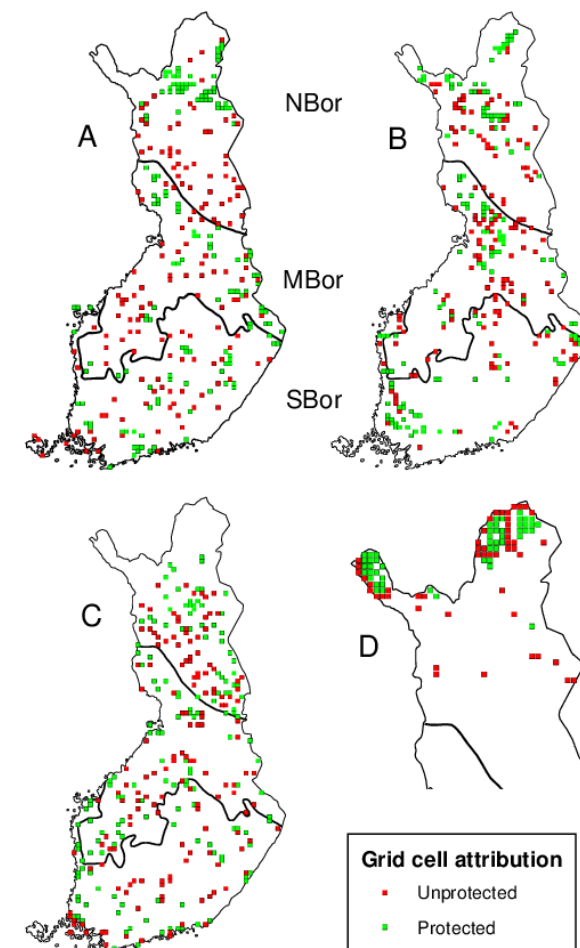 NBor
A
B
MBor
SBor
C
D
Grid cell attribution
Unprotected
Protected